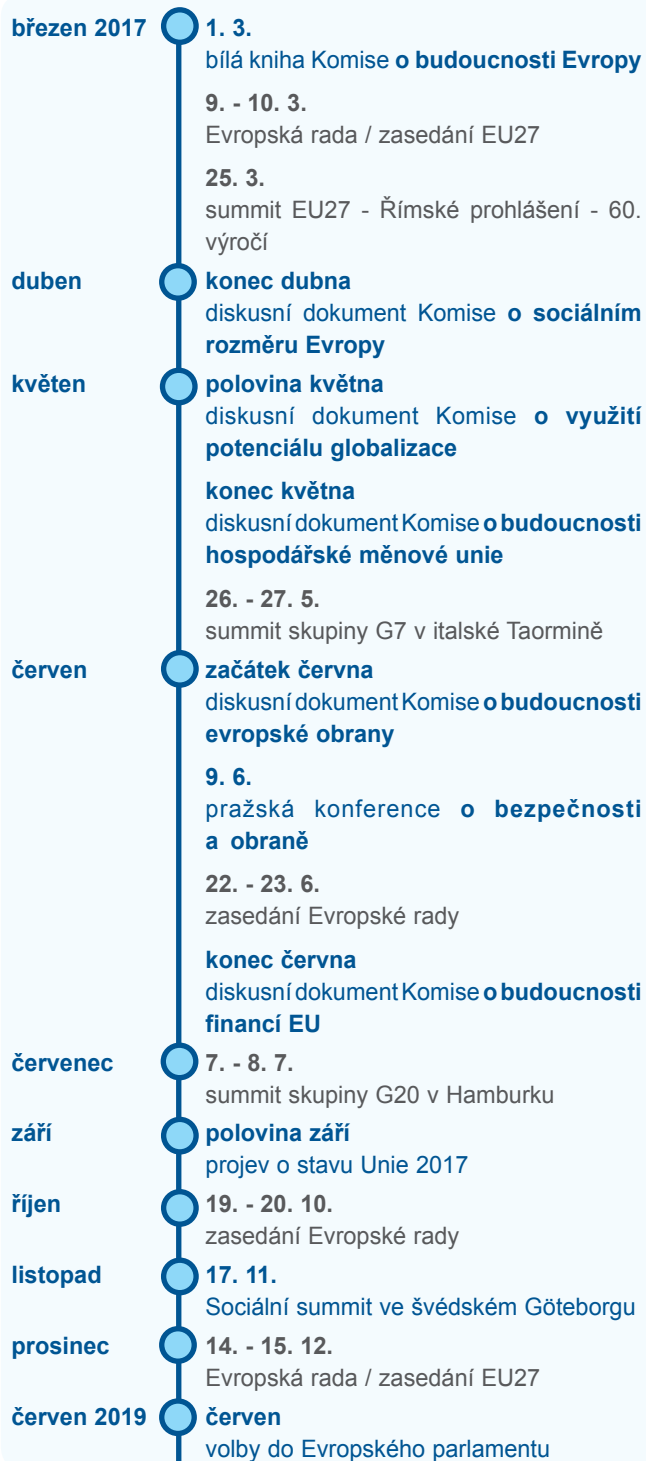 březen 2017
1. 3.
bílá kniha Komise o budoucnosti Evropy
9. - 10. 3.
Evropská rada / zasedání EU27
25. 3.
summit EU27 - Římské prohlášení - 60.
výročí
duben
konec dubna
diskusní dokument Komise o sociálním
rozměru Evropy
květen
polovina května
diskusní dokument Komise o využití
potenciálu globalizace
konec května
diskusní dokument Komise o budoucnosti
hospodářské měnové unie
26. - 27. 5.
summit skupiny G7 v italské Taormině
červen
začátek června
diskusní dokument Komise o budoucnosti
evropské obrany
9. 6.
pražská konference o bezpečnosti
a obraně
22. - 23. 6.
zasedání Evropské rady
konec června
diskusní dokument Komise o budoucnosti
financí EU
červenec
7. - 8. 7.
summit skupiny G20 v Hamburku
září
polovina září
projev o stavu Unie 2017
říjen
19. - 20. 10.
zasedání Evropské rady
listopad
17. 11.
Sociální summit ve švédském Göteborgu
prosinec
14. - 15. 12.
Evropská rada / zasedání EU27
červen 2019
červen
volby do Evropského parlamentu